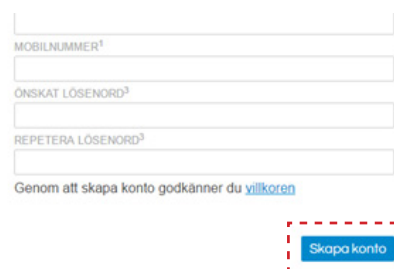 MOBILNUMMER¹
ÖNSKAT LÖSENORD³
REPETERA LÖSENORD³
Genom att skapa konto godkänner du villkoren
Skapa konto